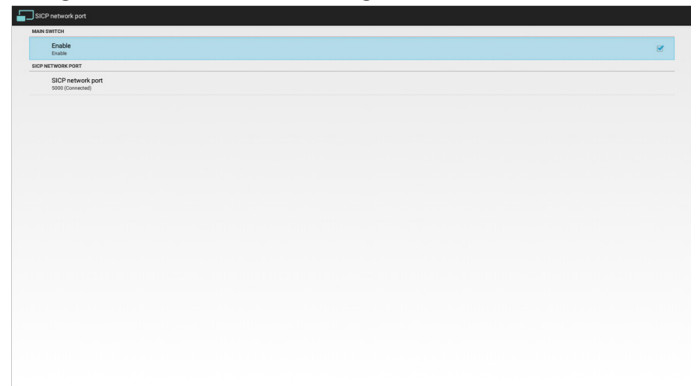 SICP network port
MAIN SWITCH
Enable
Enable
SICP NETWORK PORT
SICP network port
5000 (Connected)